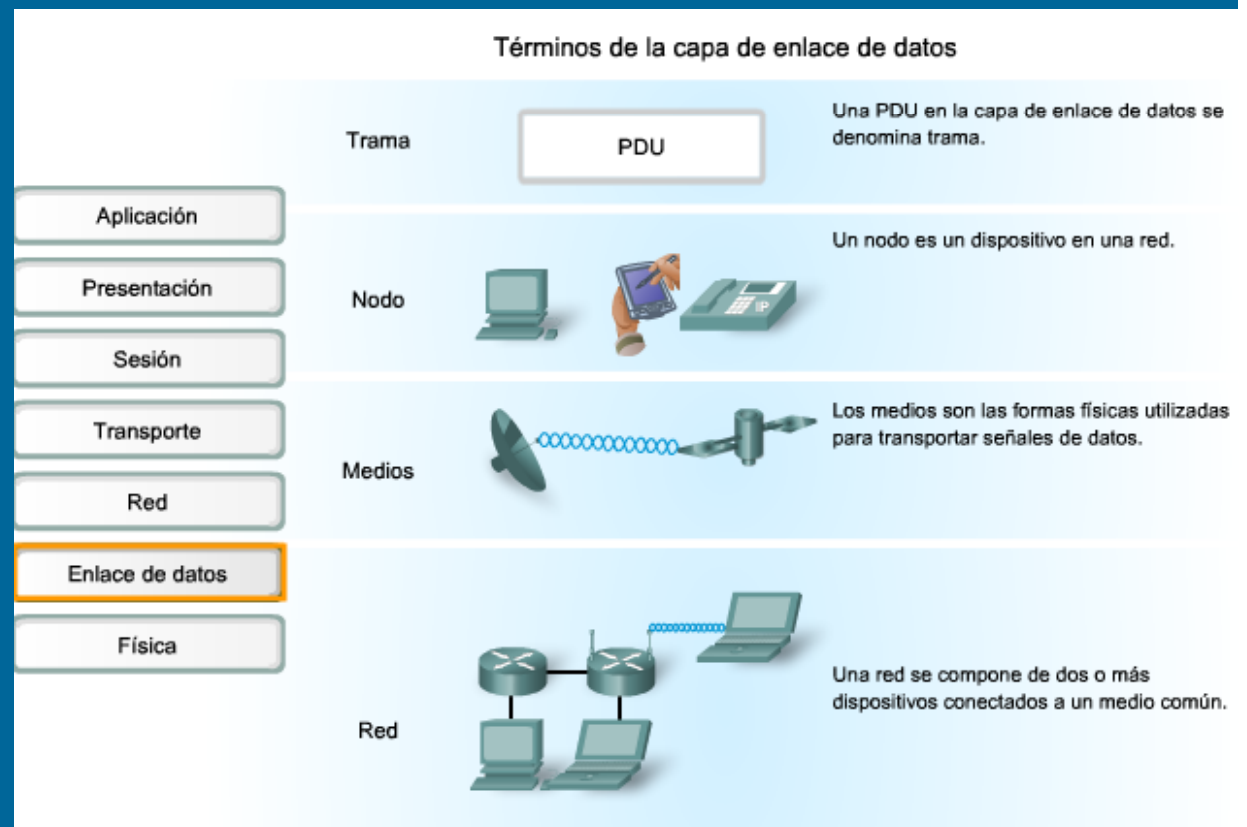 Términos de la capa de enlace de datos
Trama
PDU
Una PDU en la capa de enlace de datos se
denomina trama.
Aplicación
Presentación
Sesión
Transporte
Red
Enlace de datos
Física
Nodo
IP
Un nodo es un dispositivo en una red.
Medios
Los medios son las formas físicas utilizadas
para transportar señales de datos.
Red
Una red se compone de dos o más
dispositivos conectados a un medio común.